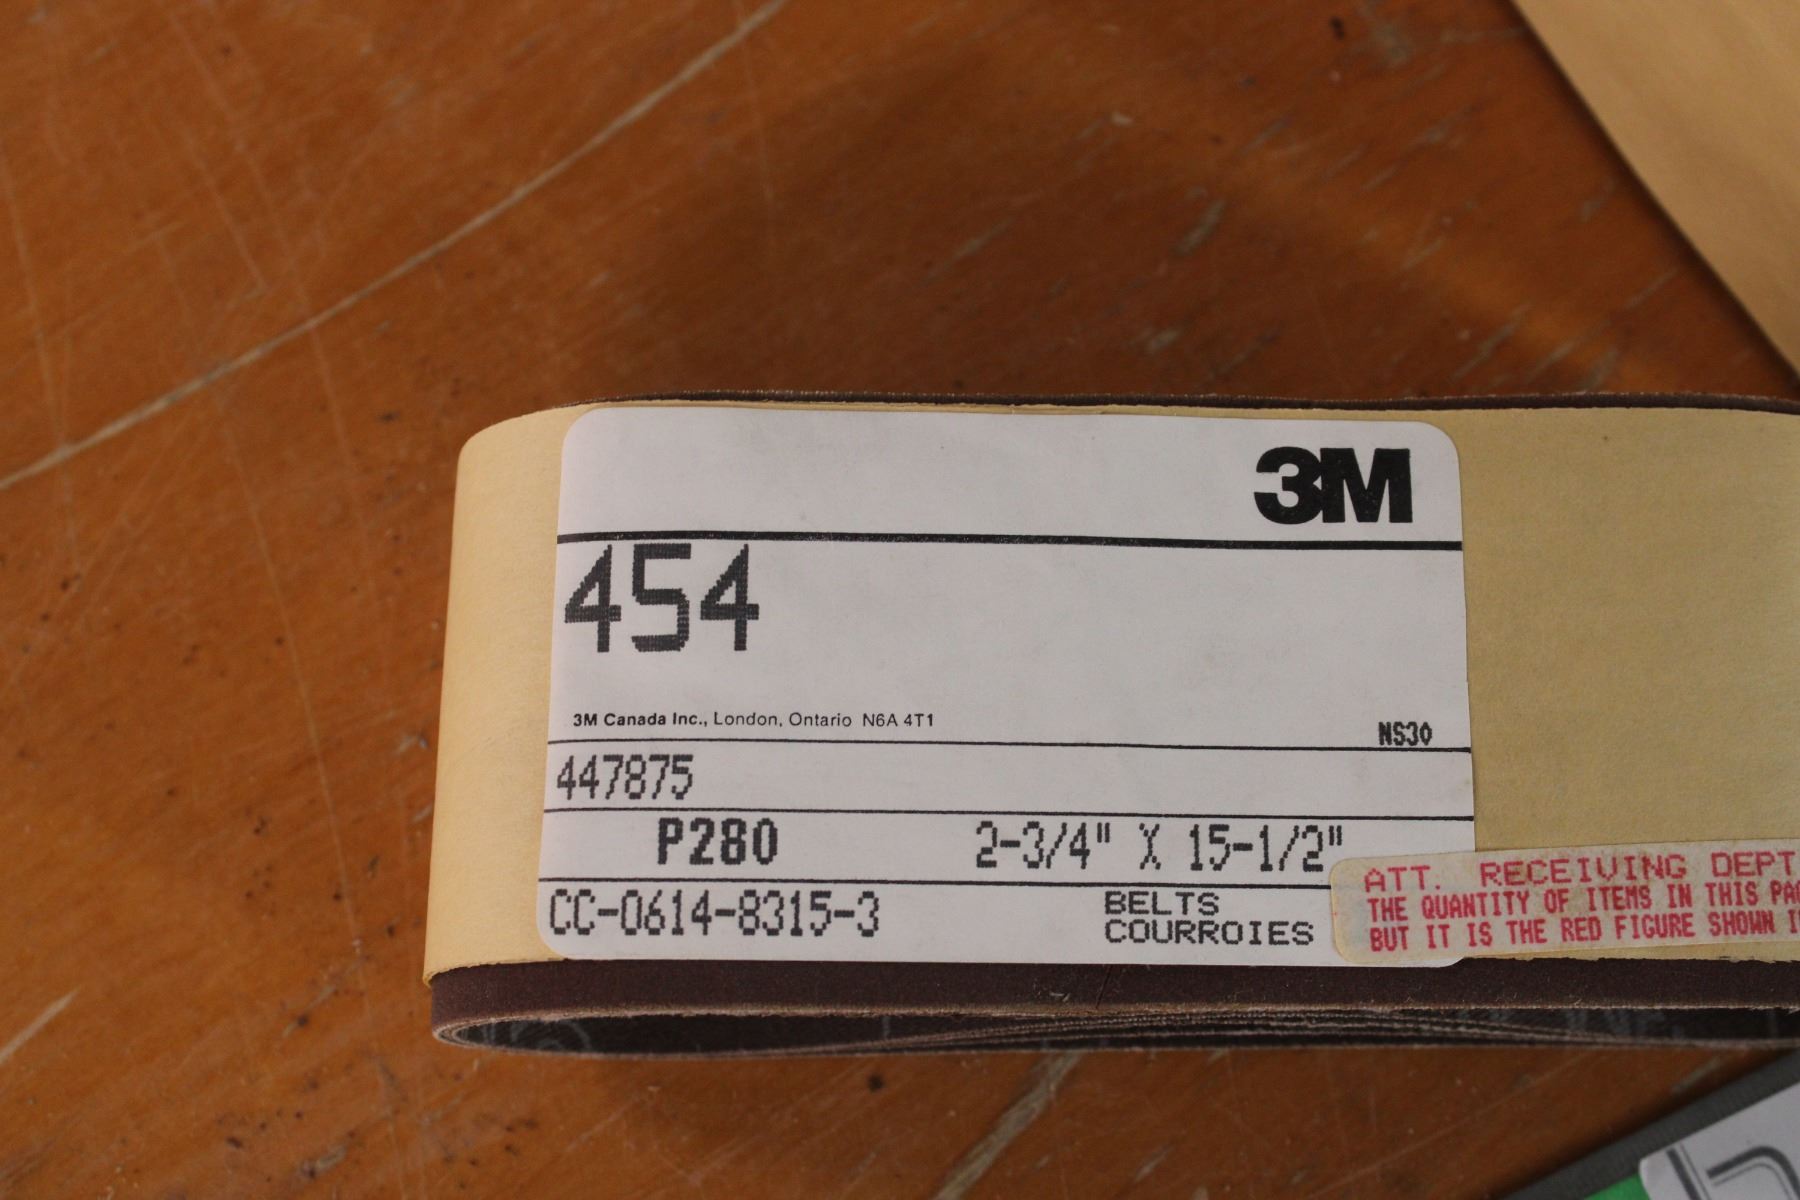 3M
454
3M Canada Inc., London, Ontario N6A 4T1
NS30
447875
P280 2-3/4" X 15-1/2"
CC-0614-8315-3
BELTS
COURROIES
ATT. RECEIVING DEPT
THE QUANTITY OF ITEMS IN THIS
BUT IT IS THE RED FIGURE SHOWN